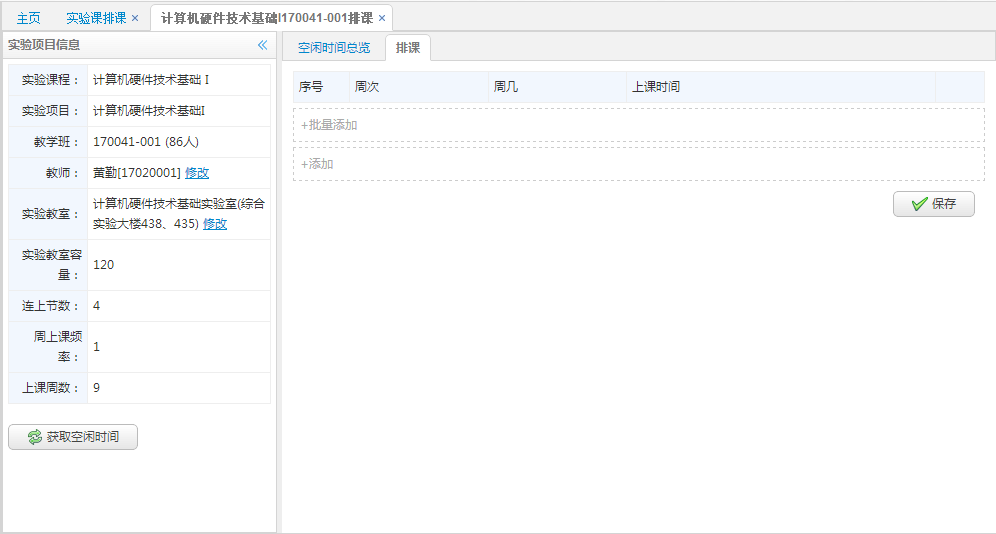 主页 实验课排课 × 计算机硬件技术基础I170041-001排课 ×
实验项目信息
实验课程： 计算机硬件技术基础 I
实验项目： 计算机硬件技术基础I
教学班： 170041-001 (86人)
教师： 黄勤[17020001] 修改
实验教室： 计算机硬件技术基础实验室(综合
实验大楼438、435) 修改
实验教室容
量： 120
连上节数： 4
周上课频
率： 1
上课周数： 9
获取空闲时间
空闲时间总览 排课
序号 周次 周几 上课时间
+批量添加
+添加
保存